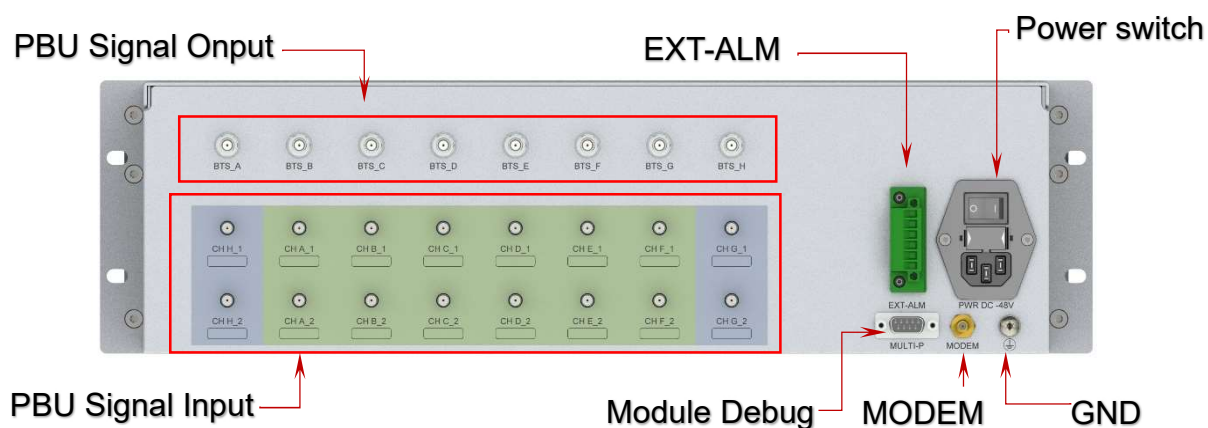 Power switch
PBU Signal Onput
EXT-ALM
BTS_A BTS_B BTS_C BTS_D BTS_E BTS_F BTS_G BTS_H
CH H_1 CH A_1 CH B_1 CH C_1 CH D_1 CH E_1 CH F_1 CH G_1
EXT-ALM PWR DC -48V
CH H_2 CH A_2 CH B_2 CH C_2 CH D_2 CH E_2 CH F_2 CH G_2
MULTI-P MODEM
PBU Signal Input
Module Debug
MODEM
GND